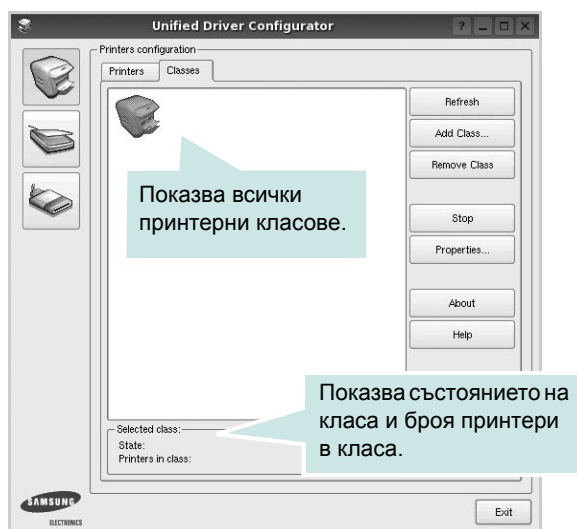 Unified Driver Configurator
? _ □ X
Printers configuration
Printers Classes
Refresh
Add Class...
Remove Class
Показва всички
принтерни класове.
Stop
Properties...
About
Help
Показва състоянието на
класа и броя принтери
в класа.
Selected class:
State:
Printers in class:
SAMSUNG
ELECTRONICS
Exit